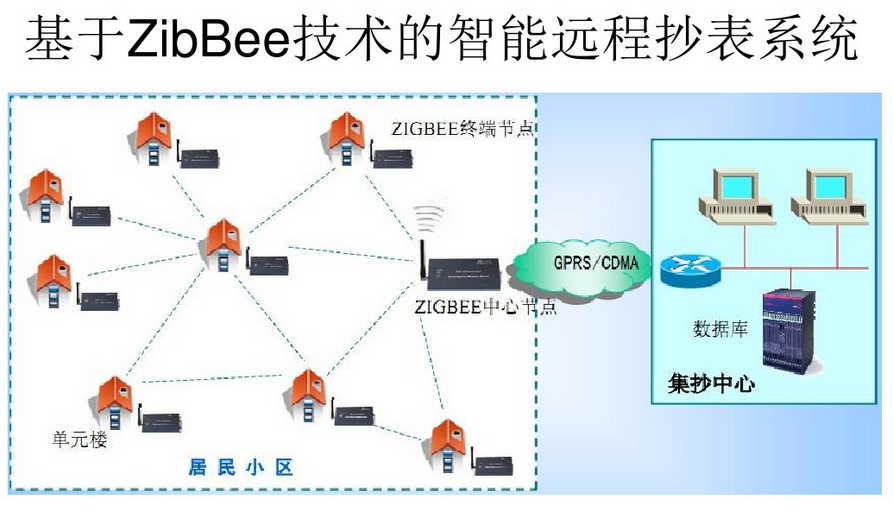 基于ZibBee技术的智能远程抄表系统
ZIGBEE终端节点
GPRS/CDMA
ZIGBEE中心节点
数据库
集抄中心
单元楼
居民小区